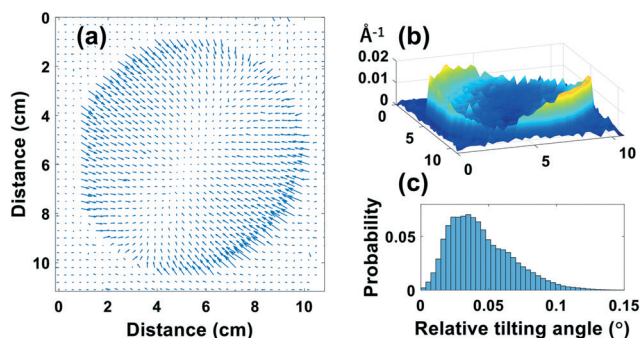 (a)
0
2
4
6
8
10
Distance (cm)
0 2 4 6 8 10
Distance (cm)
(b)
Å-1
0.02
0.01
0
0
5
10
0
5
10
(c)
Probability
0.05
0
0 0.05 0.10 0.15
Relative tilting angle (°)